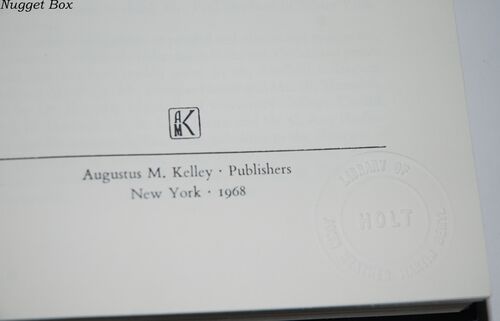 Nugget Box
AMK
Augustus M. Kelley · Publishers
New York · 1968
LIBRARY OF
HOLT